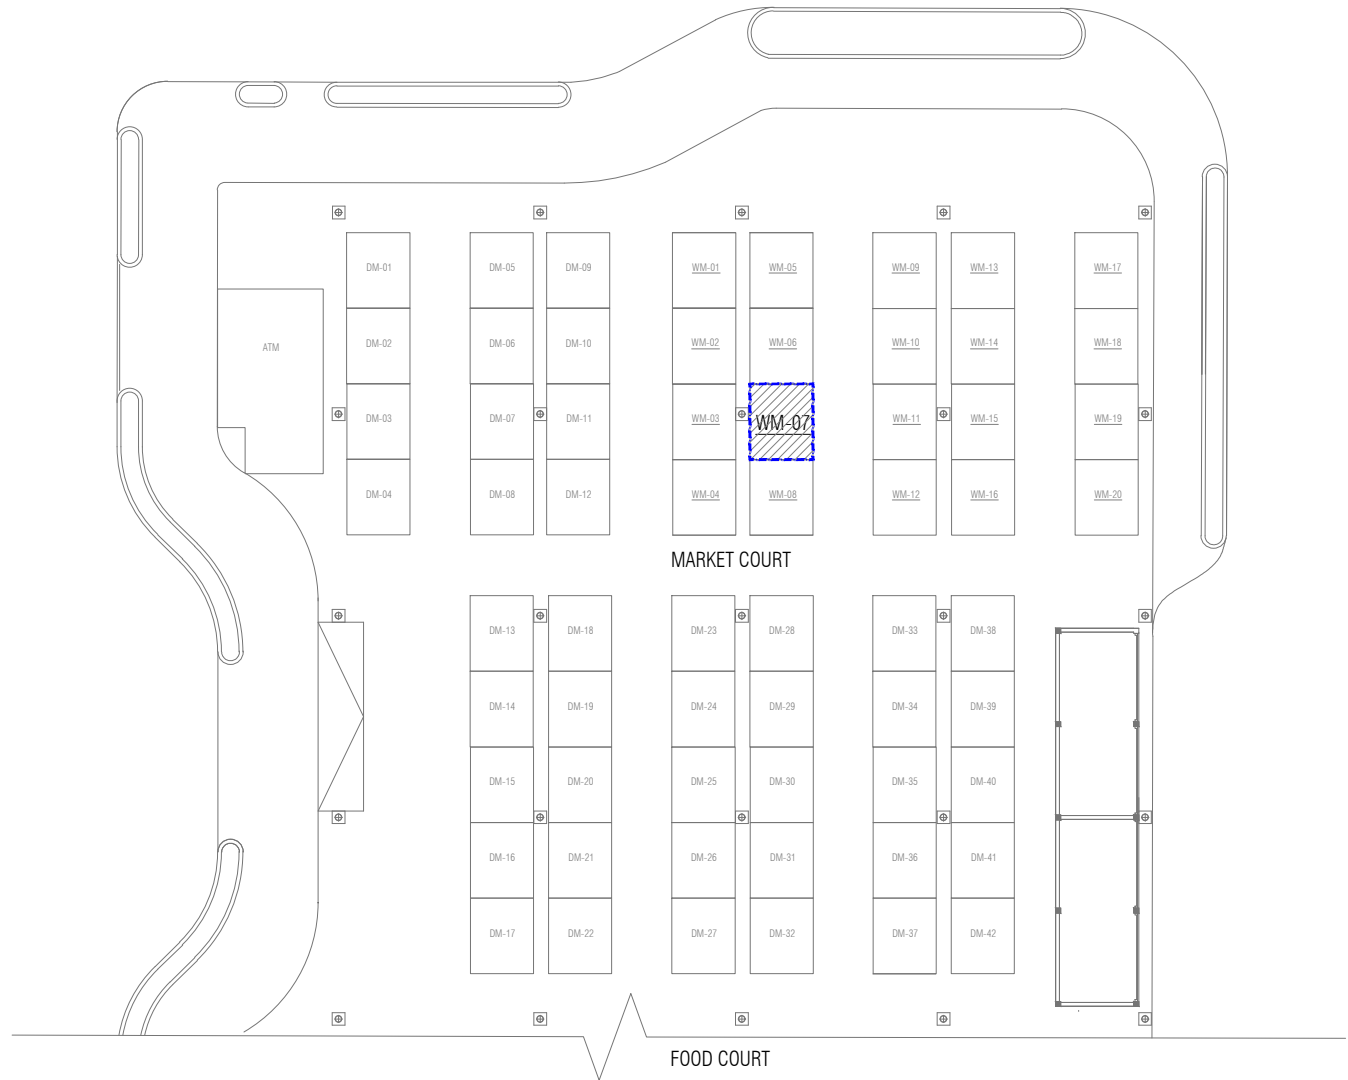 DM-01 DM-05 DM-09 WM-01 WM-05 WM-09 WM-13 WM-17
ATM DM-02 DM-06 DM-10 WM-02 WM-06 WM-10 WM-14 WM-18
DM-03 DM-07 DM-11 WM-03 WM-07 WM-11 WM-15 WM-19
DM-04 DM-08 DM-12 WM-04 WM-08 WM-12 WM-16 WM-20
MARKET COURT
DM-13 DM-18 DM-23 DM-28 DM-33 DM-38
DM-14 DM-19 DM-24 DM-29 DM-34 DM-39
DM-15 DM-20 DM-25 DM-30 DM-35 DM-40
DM-16 DM-21 DM-26 DM-31 DM-36 DM-41
DM-17 DM-22 DM-27 DM-32 DM-37 DM-42
FOOD COURT